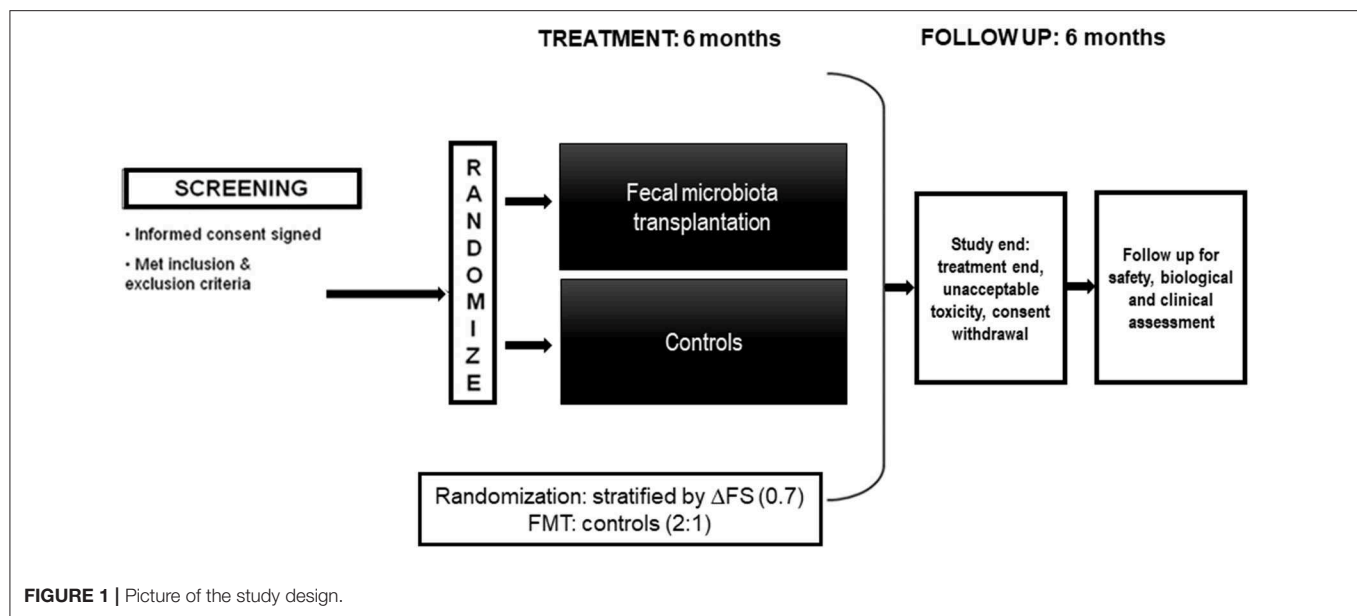 TREATMENT: 6 months
FOLLOW UP: 6 months
SCREENING
• Informed consent signed
• Met inclusion &
exclusion criteria
R
A
N
D
O
M
I
Z
E
Fecal microbiota
transplantation
Controls
Study end:
treatment end,
unacceptable
toxicity, consent
withdrawal
Follow up for
safety, biological
and clinical
assessment
Randomization: stratified by ΔFS (0.7)
FMT: controls (2:1)
FIGURE 1 | Picture of the study design.